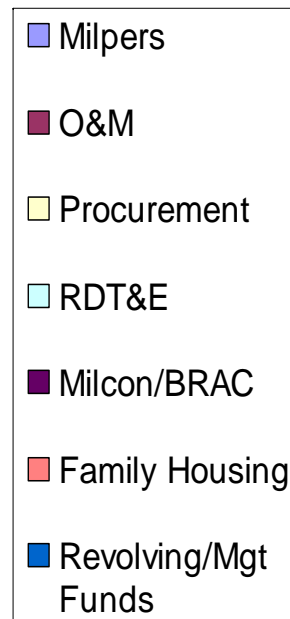 Milpers
O&M
Procurement
RDT&E
Milcon/BRAC
Family Housing
Revolving/Mgt
Funds